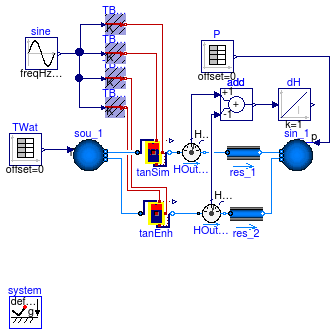 TB...
sine
freqHz...
TB...
TB...
P
offset=0
add
+1
-1
dH
k=1
TWat
offset=0
sou_1
tanSim
H...
HOut...
res_1
sin_1
p
tanEnh
H...
HOut...
res_2
system
def...
g